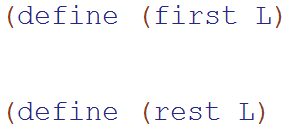 (define (first L)
(define (rest L)